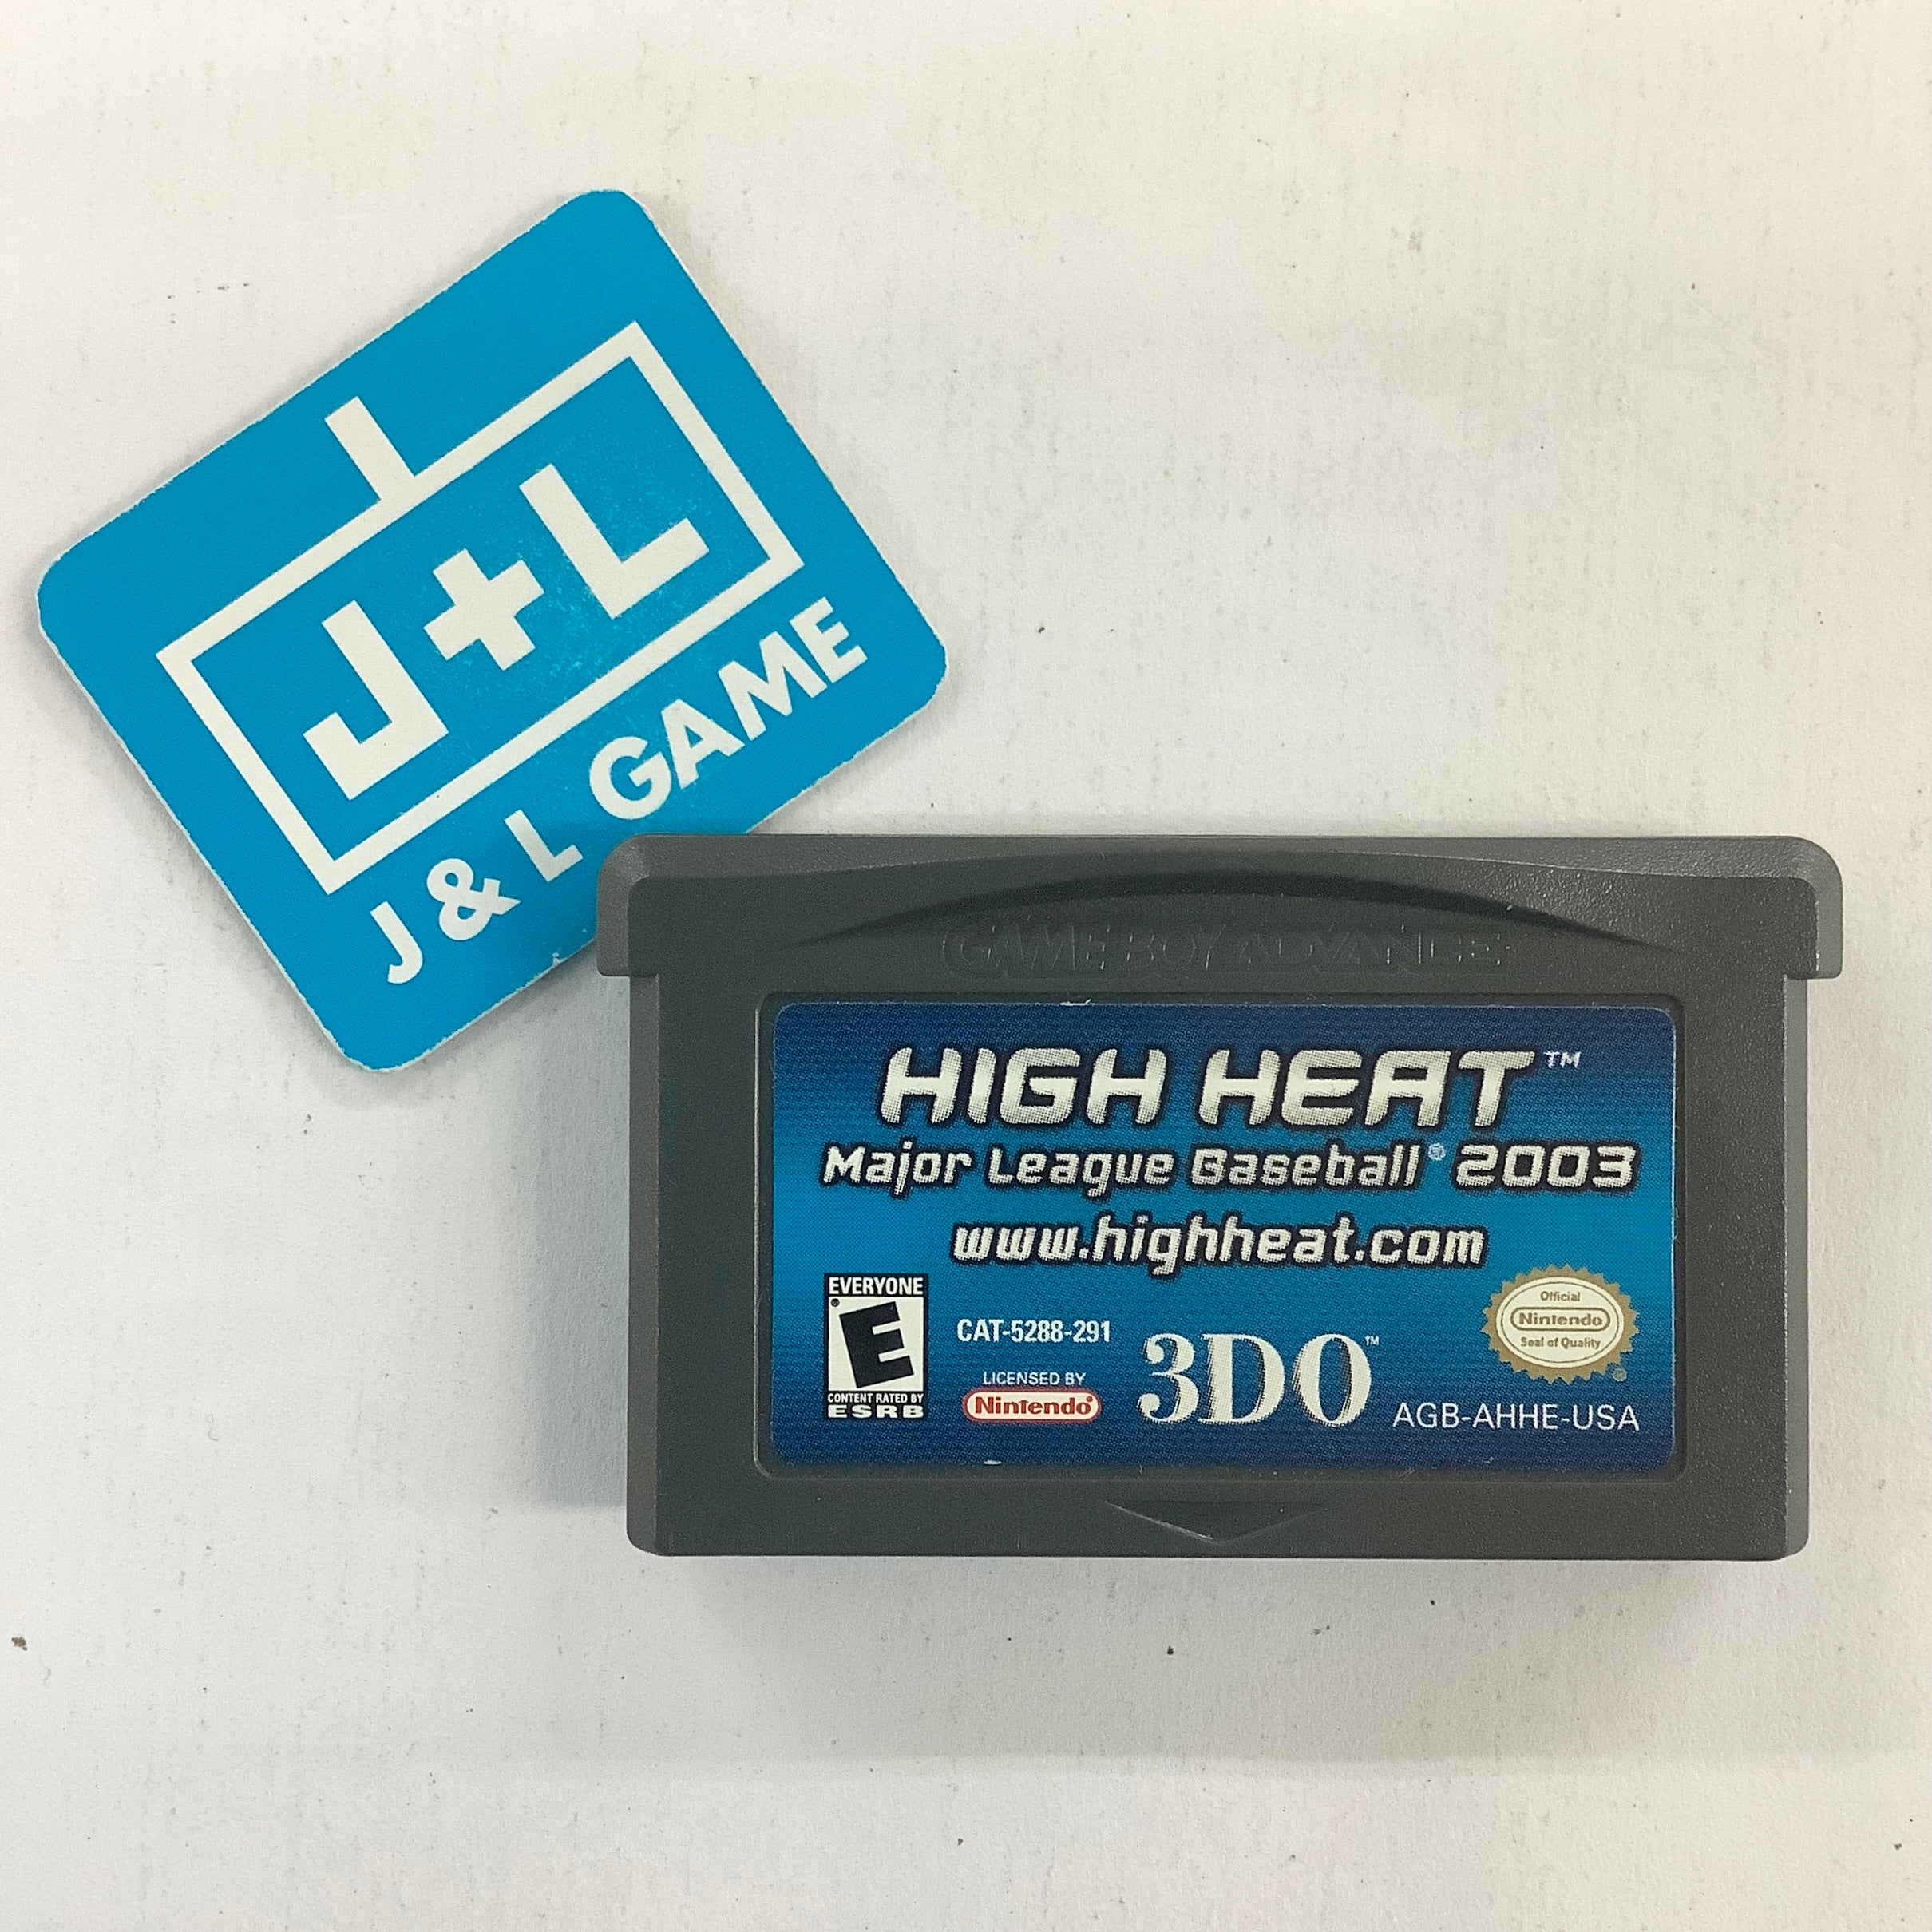 J+L
J & L GAME
GAME BOY ADVANCE
HIGH HEAT™
Major League Baseball® 2003
www.highheat.com
EVERYONE
E®
CONTENT RATED BY
ESRB
CAT-5288-291
LICENSED BY
Nintendo®
3DO™
Official
Nintendo
Seal of Quality
®
AGB-AHHE-USA